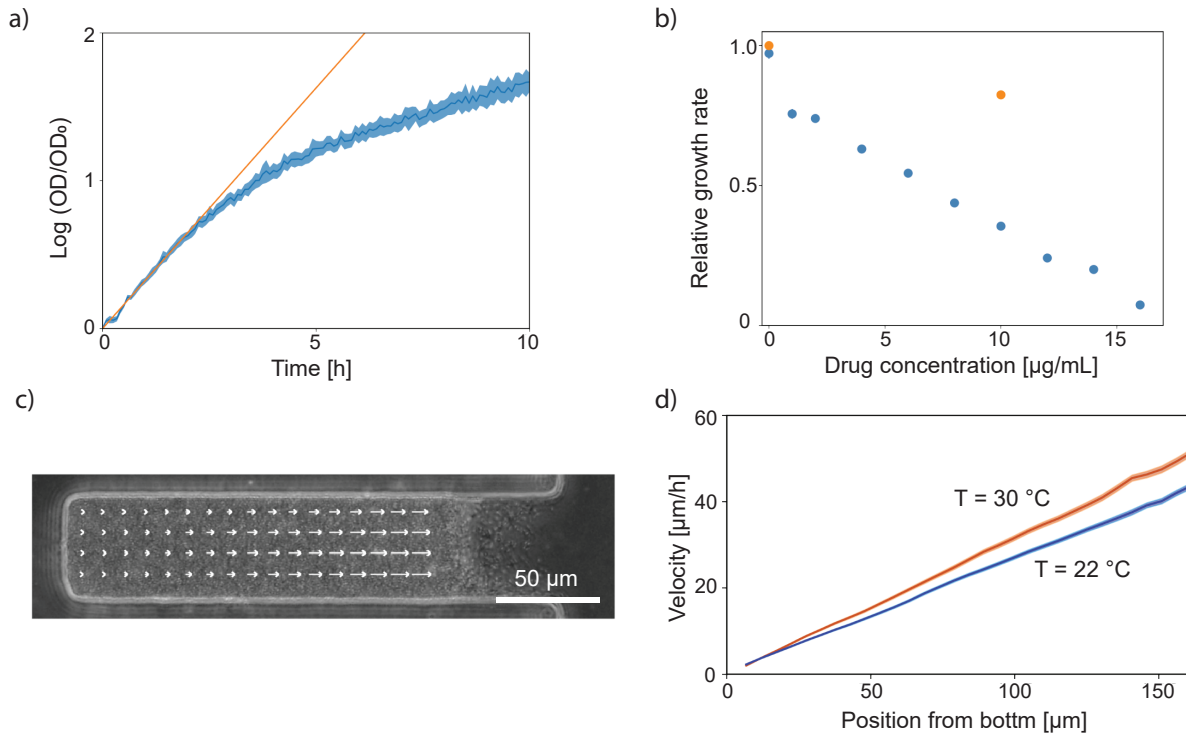 a)
2
1
0
Log (OD/OD₀)
0
5
10
Time [h]
b)
1.0
0.5
0
Relative growth rate
0
5
10
15
Drug concentration [µg/mL]
c)
50 µm
d)
60
40
20
0
Velocity [µm/h]
T = 30 °C
T = 22 °C
0
50
100
150
Position from bottm [µm]